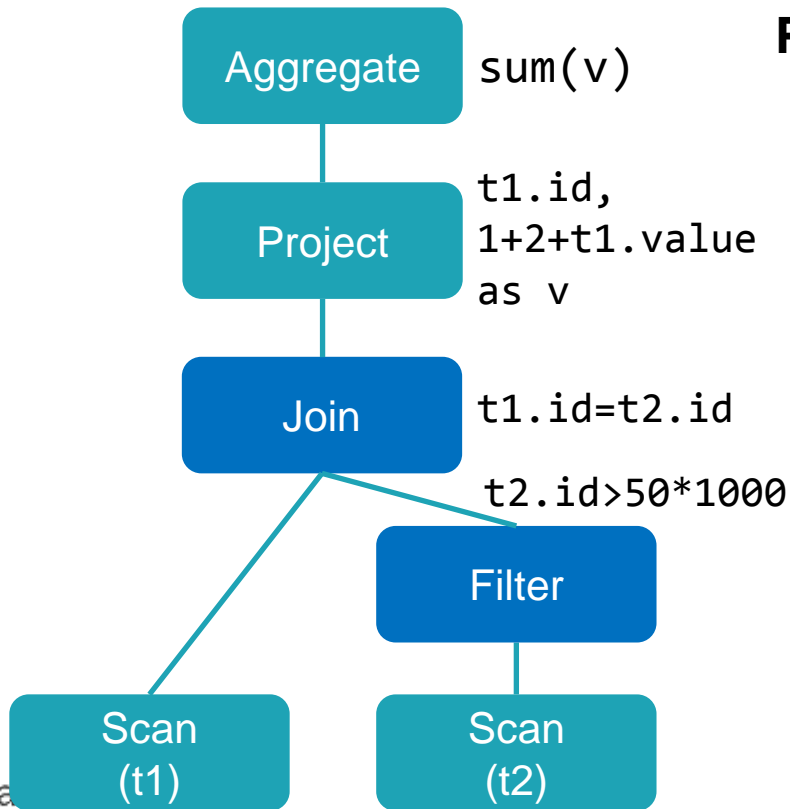 Aggregate
sum(v)
Project
t1.id,
1+2+t1.value
as v
Join
t1.id=t2.id
t2.id>50*1000
Filter
Scan
(t1)
Scan
(t2)